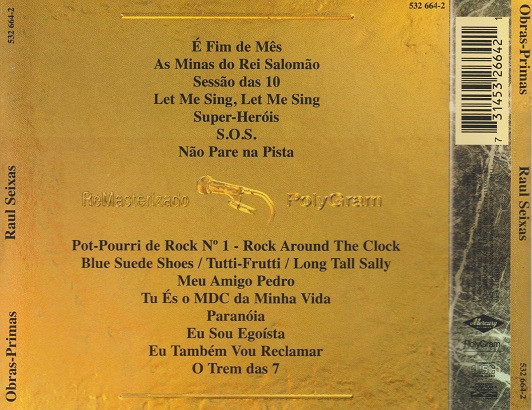 532 664-2
É Fim de Mês
As Minas do Rei Salomão
Sessão das 10
Let Me Sing, Let Me Sing
Super-Heróis
S.O.S.
Não Pare na Pista
ReMasterizado PolyGram
Pot-Pourri de Rock Nº 1 - Rock Around The Clock
Blue Suede Shoes / Tutti-Frutti / Long Tall Sally
Meu Amigo Pedro
Tu És o MDC da Minha Vida
Paranóia
Eu Sou Egoísta
Eu Também Vou Reclamar
O Trem das 7
532 664-2
Raul Seixas
Obras-Primas
Obras-Primas
Raul Seixas
7 31453 26642 1
Mercury
PolyGram
532 664-2